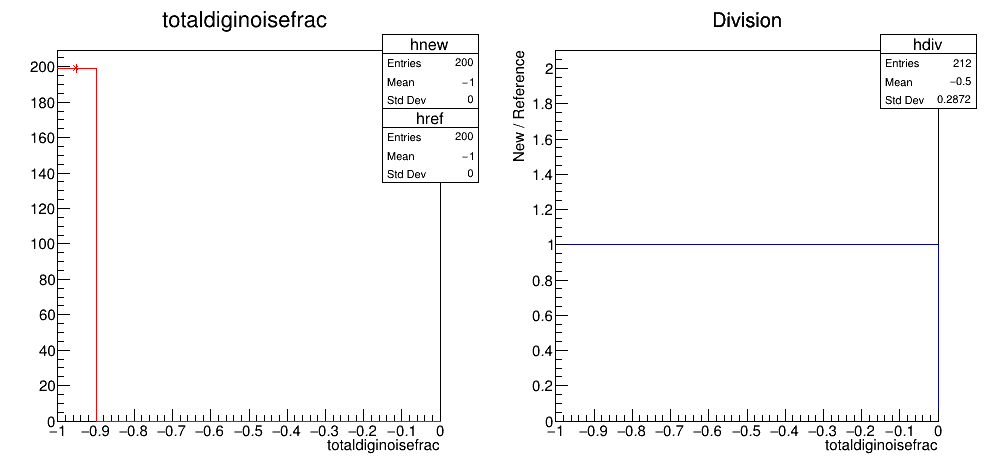 totaldiginoisefrac
hnew
Entries 200
Mean −1
Std Dev 0
href
Entries 200
Mean −1
Std Dev 0
200
180
160
140
120
100
80
60
40
20
0
−1 −0.9 −0.8 −0.7 −0.6 −0.5 −0.4 −0.3 −0.2 −0.1 0
totaldiginoisefrac
Division
hdiv
Entries 212
Mean −0.5
Std Dev 0.2872
New / Reference
2
1.8
1.6
1.4
1.2
1
0.8
0.6
0.4
0.2
0
−1 −0.9 −0.8 −0.7 −0.6 −0.5 −0.4 −0.3 −0.2 −0.1 0
totaldiginoisefrac